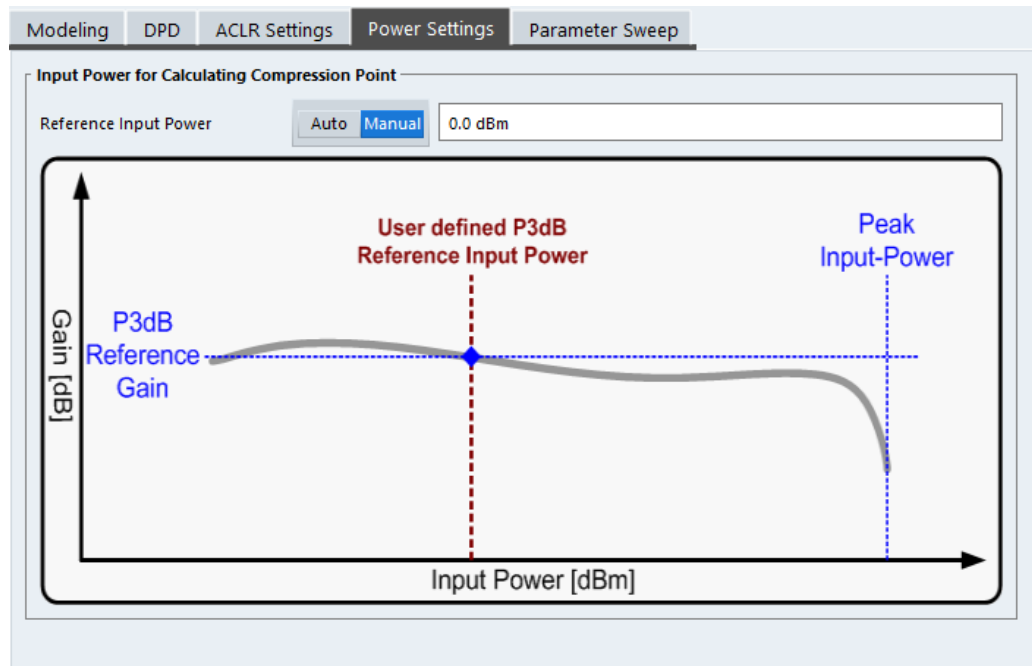 Modeling DPD ACLR Settings Power Settings Parameter Sweep
Input Power for Calculating Compression Point
Reference Input Power Auto Manual 0.0 dBm
User defined P3dB
Reference Input Power
Peak
Input-Power
Gain [dB]
P3dB
Reference
Gain
Input Power [dBm]